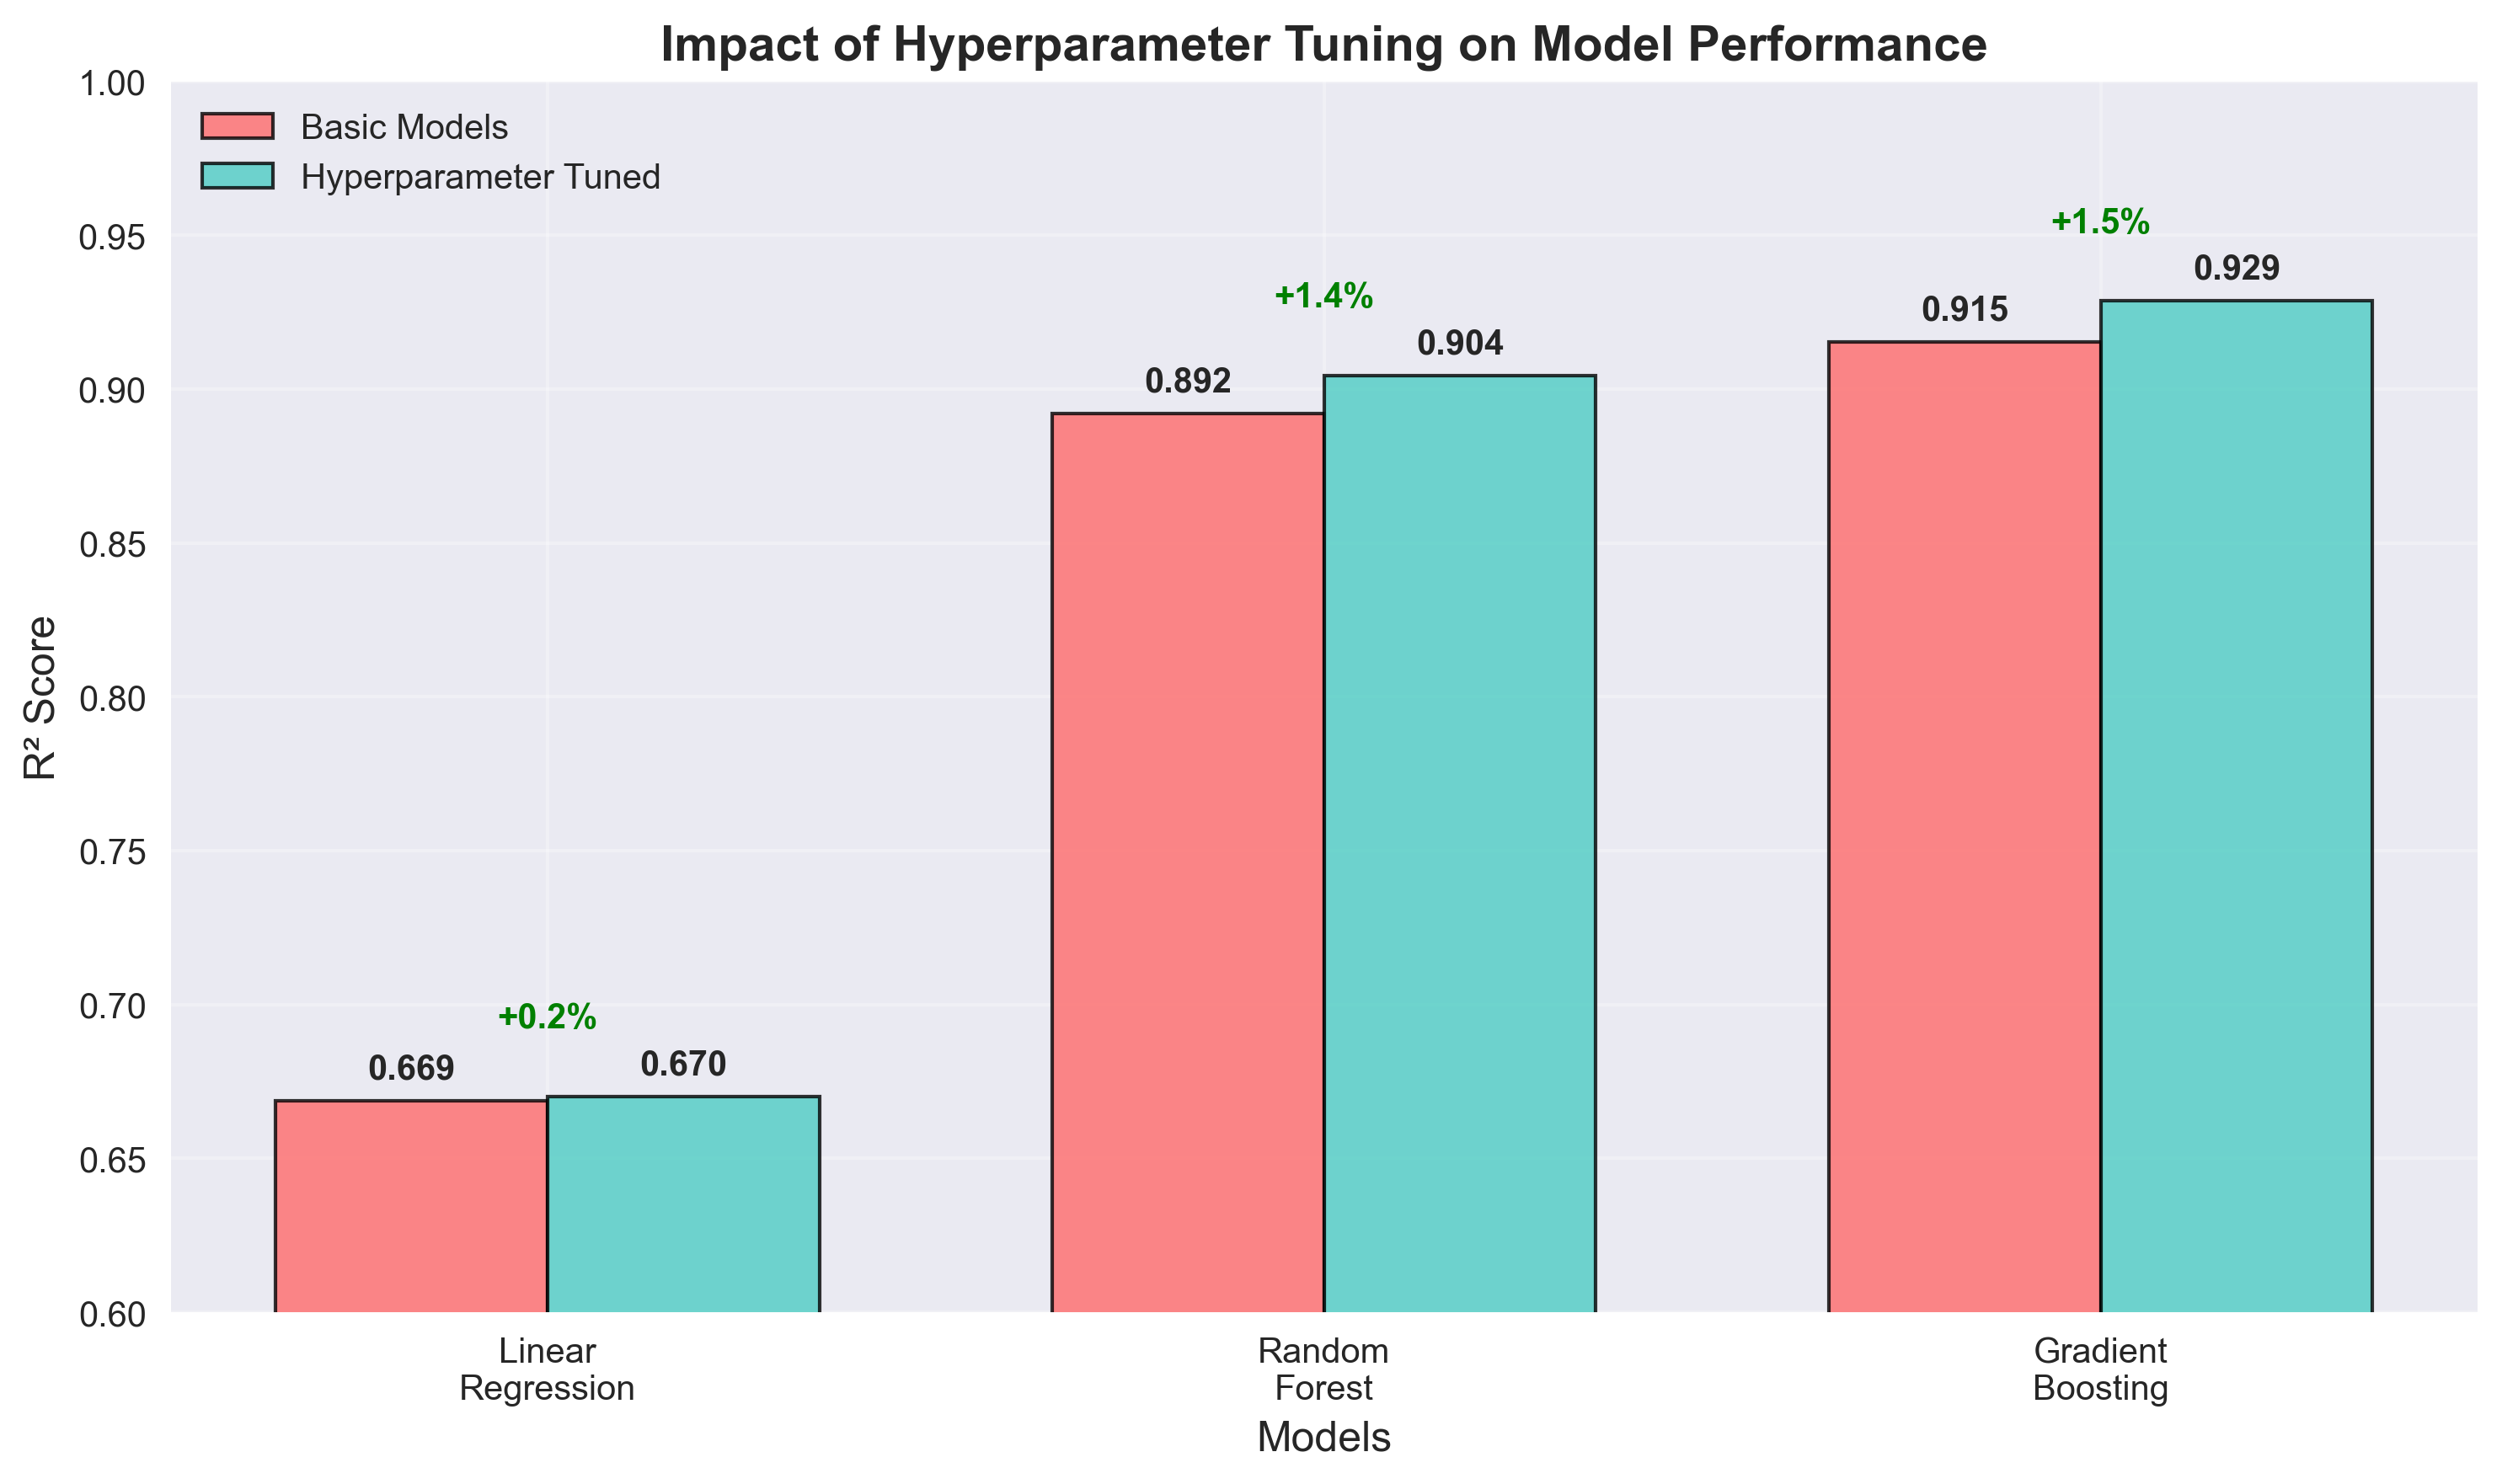 Impact of Hyperparameter Tuning on Model Performance
1.00
0.95
0.90
0.85
0.80
0.75
0.70
0.65
0.60
R² Score
Basic Models
Hyperparameter Tuned
+0.2%
0.669
0.670
+1.4%
0.892
0.904
+1.5%
0.915
0.929
Linear
Regression
Random
Forest
Gradient
Boosting
Models